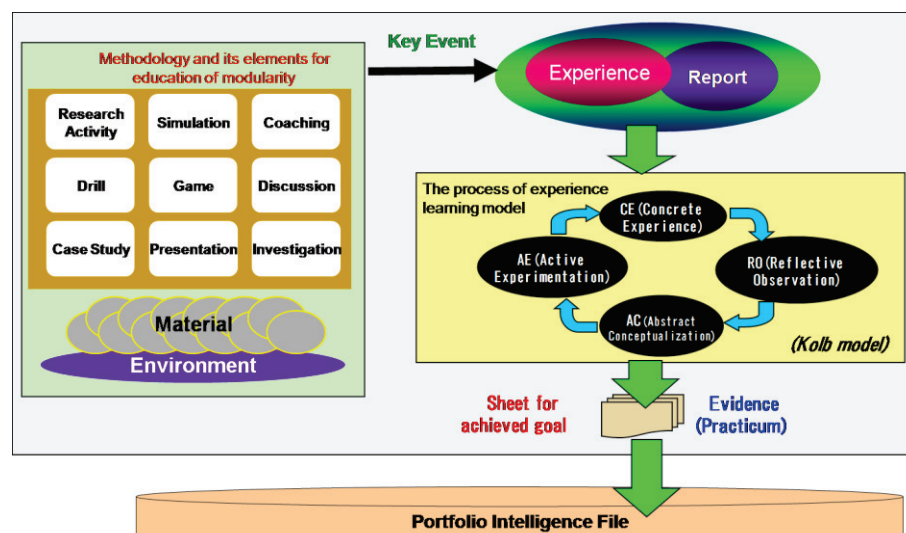 Methodology and its elements for
education of modularity
Research
Activity
Simulation
Coaching
Drill
Game
Discussion
Case Study
Presentation
Investigation
Material
Environment
Key Event
Experience
Report
The process of experience
learning model
CE(Concrete
Experience)
AE(Active
Experimentation)
RO(Reflective
Observation)
AC(Abstract
Conceptualization)
(Kolb model)
Sheet for
achieved goal
Evidence
(Practicum)
Portfolio Intelligence File